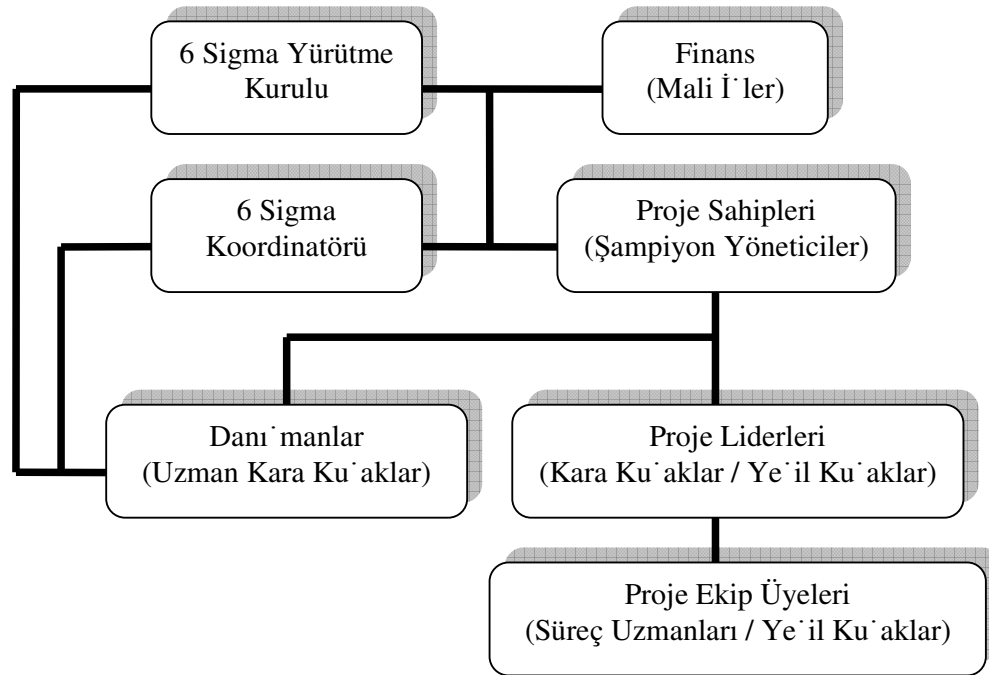 6 Sigma Yürütme
Kurulu
Finans
(Mali İ˙ler)
6 Sigma
Koordinatörü
Proje Sahipleri
(Şampiyon Yöneticiler)
Danı˙manlar
(Uzman Kara Ku˙aklar)
Proje Liderleri
(Kara Ku˙aklar / Ye˙il Ku˙aklar)
Proje Ekip Üyeleri
(Süreç Uzmanları / Ye˙il Ku˙aklar)